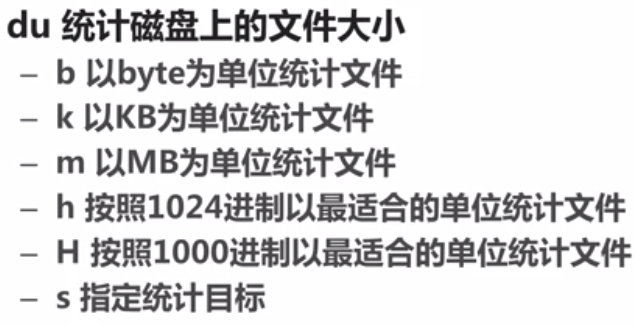 du 统计磁盘上的文件大小
– b 以byte为单位统计文件
– k 以KB为单位统计文件
– m 以MB为单位统计文件
– h 按照1024进制以最适合的单位统计文件
– H 按照1000进制以最适合的单位统计文件
– s 指定统计目标